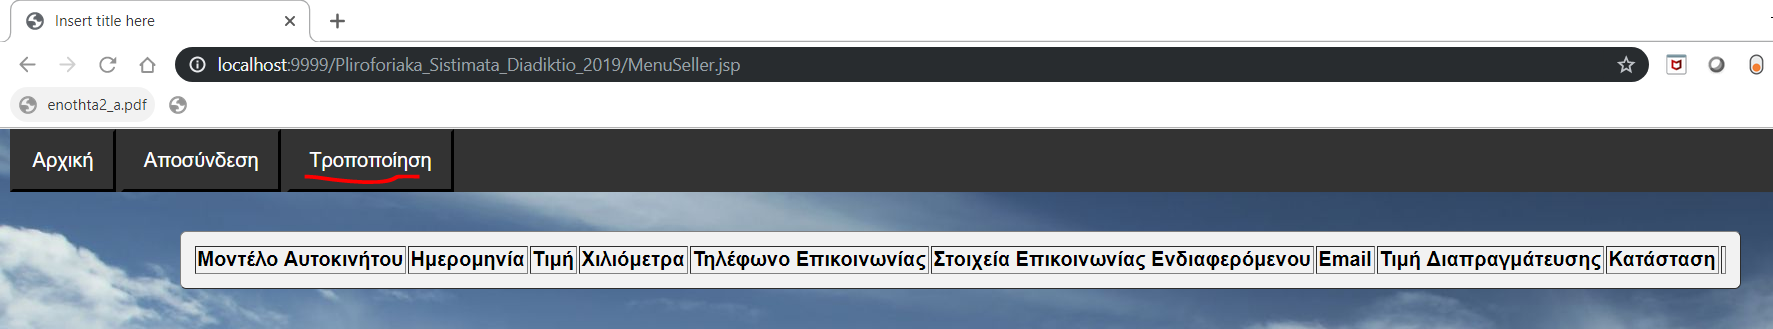 Insert title here
localhost:9999/Pliroforiaka_Sistimata_Diadiktio_2019/MenuSeller.jsp
enothta2_a.pdf
Αρχική Αποσύνδεση Τροποποίηση
Μοντέλο Αυτοκινήτου Ημερομηνία Τιμή Χιλιόμετρα Τηλέφωνο Επικοινωνίας Στοιχεία Επικοινωνίας Ενδιαφερόμενου Email Τιμή Διαπραγμάτευσης Κατάσταση